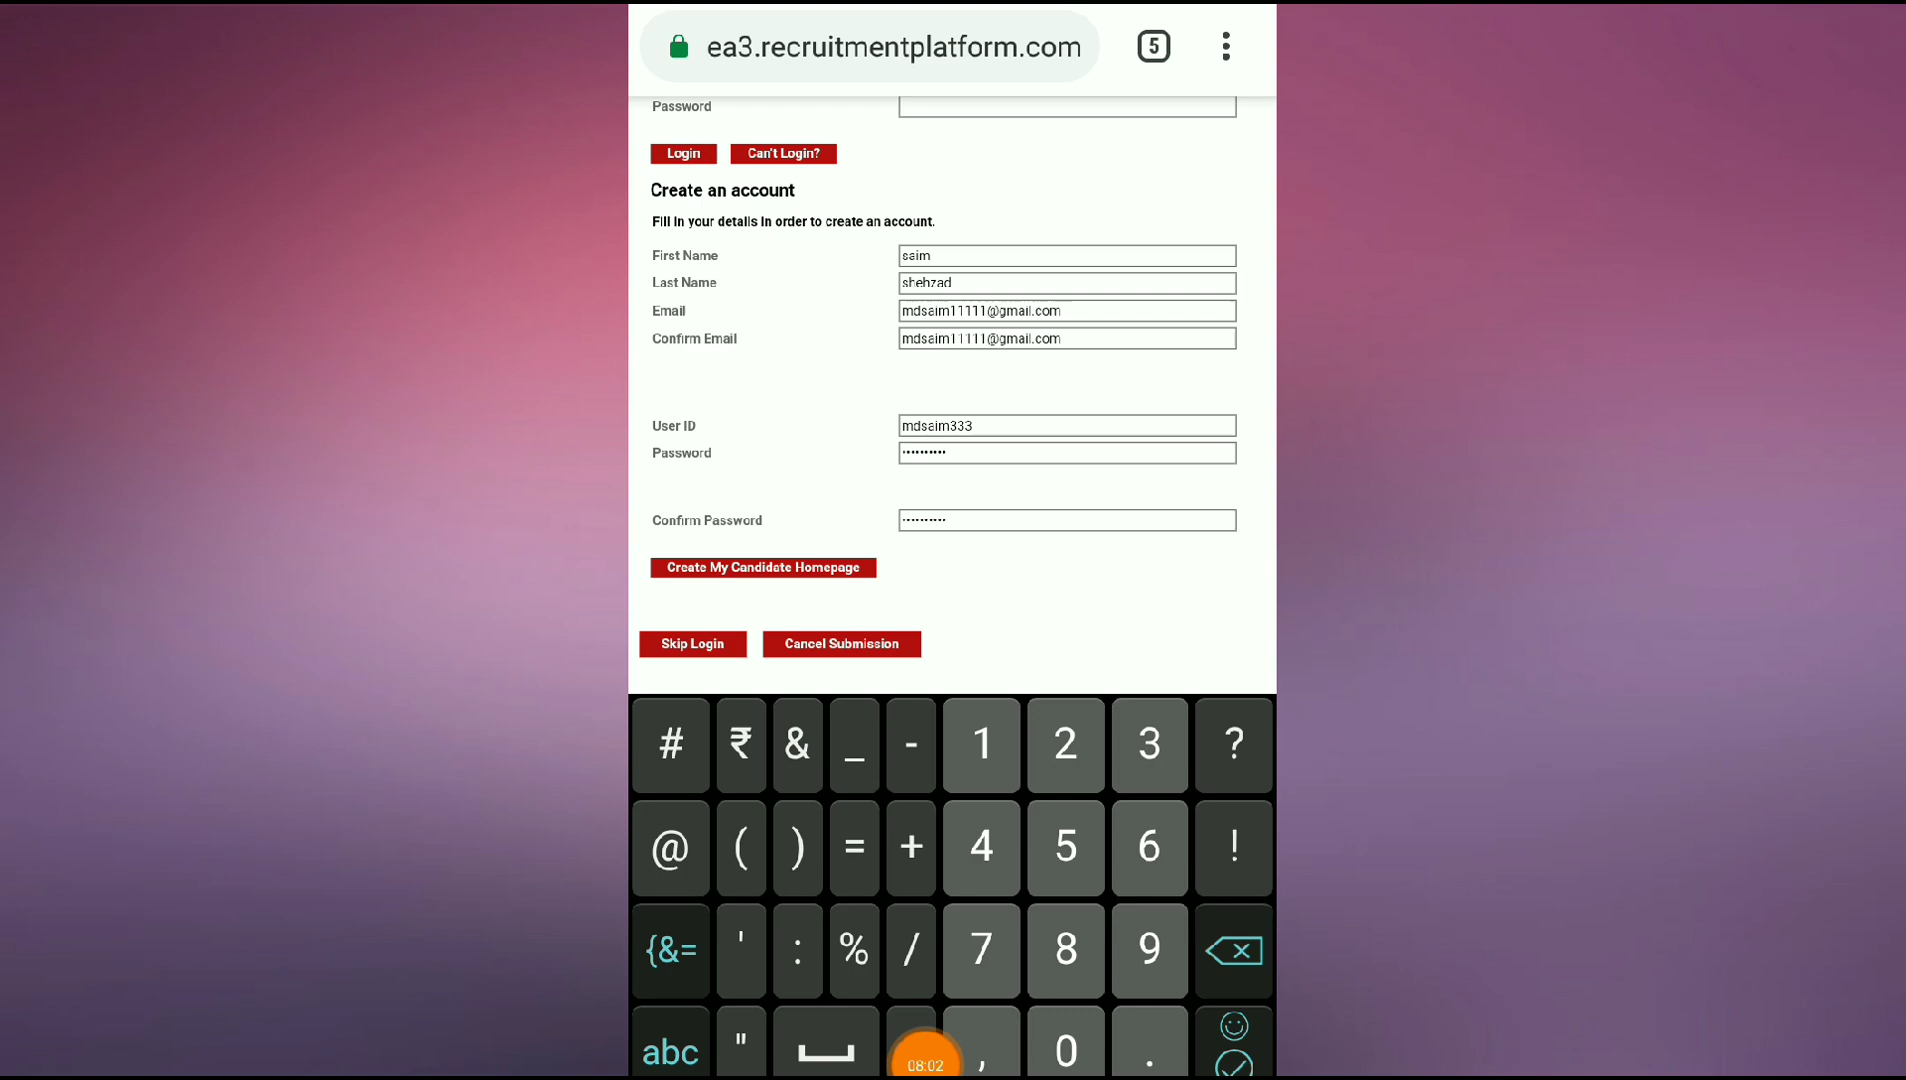 ea3.recruitmentplatform.com 5
Password
Login Can't Login?
Create an account
Fill in your details in order to create an account.
First Name saim
Last Name shehzad
Email mdsaim11111@gmail.com
Confirm Email mdsaim11111@gmail.com
User ID mdsaim333
Password ··········
Confirm Password ··········
Create My Candidate Homepage
Skip Login Cancel Submission
# ₹ & _ - 1 2 3 ?
@ ( ) = + 4 5 6 !
{&= ' : % / 7 8 9
abc " , 0 .
08:02